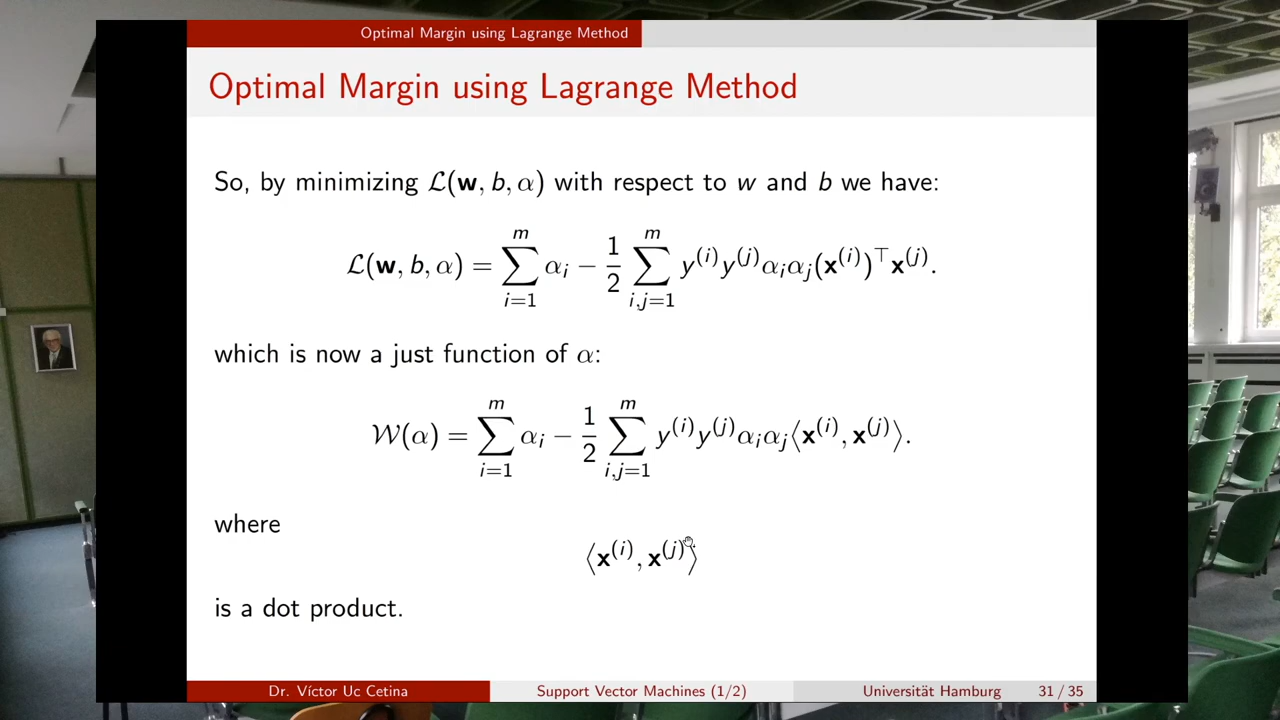 Optimal Margin using Lagrange Method
Optimal Margin using Lagrange Method
So, by minimizing ℒ(w, b, α) with respect to w and b we have:
ℒ(w, b, α) = ∑_{i=1}^{m} α_i − 1/2 ∑_{i,j=1}^{m} y^{(i)} y^{(j)} α_i α_j (x^{(i)})^⊤ x^{(j)}.
which is now a just function of α:
𝒲(α) = ∑_{i=1}^{m} α_i − 1/2 ∑_{i,j=1}^{m} y^{(i)} y^{(j)} α_i α_j ⟨x^{(i)}, x^{(j)}⟩.
where
⟨x^{(i)}, x^{(j)}⟩
is a dot product.
Dr. Víctor Uc Cetina Support Vector Machines (1/2) Universität Hamburg 31 / 35